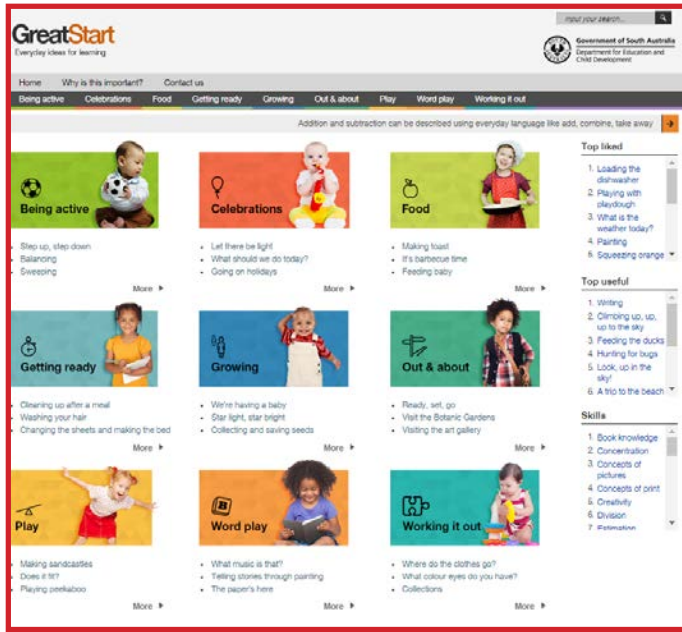 input your search...
GreatStart
Everyday ideas for learning
Government of South Australia
Department for Education and
Child Development
Home Why is this important? Contact us
Being active Celebrations Food Getting ready Growing Out & about Play Word play Working it out
Addition and subtraction can be described using everyday language like add, combine, take away
Being active
Step up, step down
Balancing
Sweeping
More
Celebrations
Let there be light
What should we do today?
Going on holidays
More
Food
Making toast
It's barbecue time
Feeding baby
More
Getting ready
Cleaning up after a meal
Washing your hair
Changing the sheets and making the bed
More
Growing
We're having a baby
Star light, star bright
Collecting and saving seeds
More
Out & about
Ready, set, go
Visit the Botanic Gardens
Visiting the art gallery
More
Play
Making sandcastles
Does it fit?
Playing peekaboo
More
B
Word play
What music is that?
Telling stories through painting
The paper's here
More
Working it out
Where do the clothes go?
What colour eyes do you have?
Collections
More
Top liked
1. Loading the
dishwasher
2. Playing with
playdough
3. What is the
weather today?
4. Painting
5. Squeezing orange
Top useful
1. Writing
2. Climbing up, up,
up to the sky
3. Feeding the ducks
4. Hunting for bugs
5. Look, up in the
sky!
6. A trip to the beach
Skills
1. Book knowledge
2. Concentration
3. Concepts of
pictures
4. Concepts of print
5. Creativity
6. Division
7. Estimation